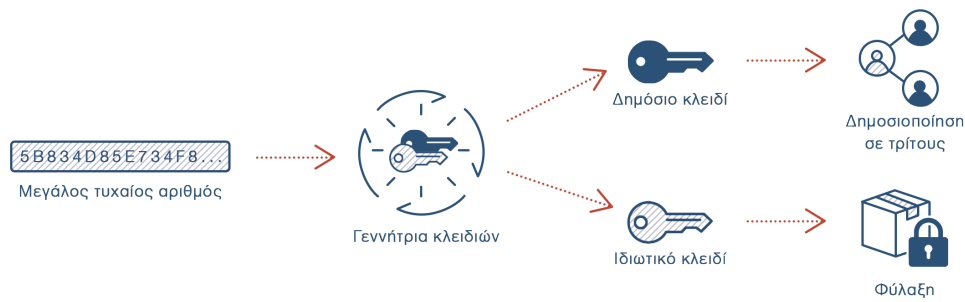 5B834D85E734F8...
Μεγάλος τυχαίος αριθμός
Γεννήτρια κλειδιών
Δημόσιο κλειδί
Δημοσιοποίηση
σε τρίτους
Ιδιωτικό κλειδί
Φύλαξη